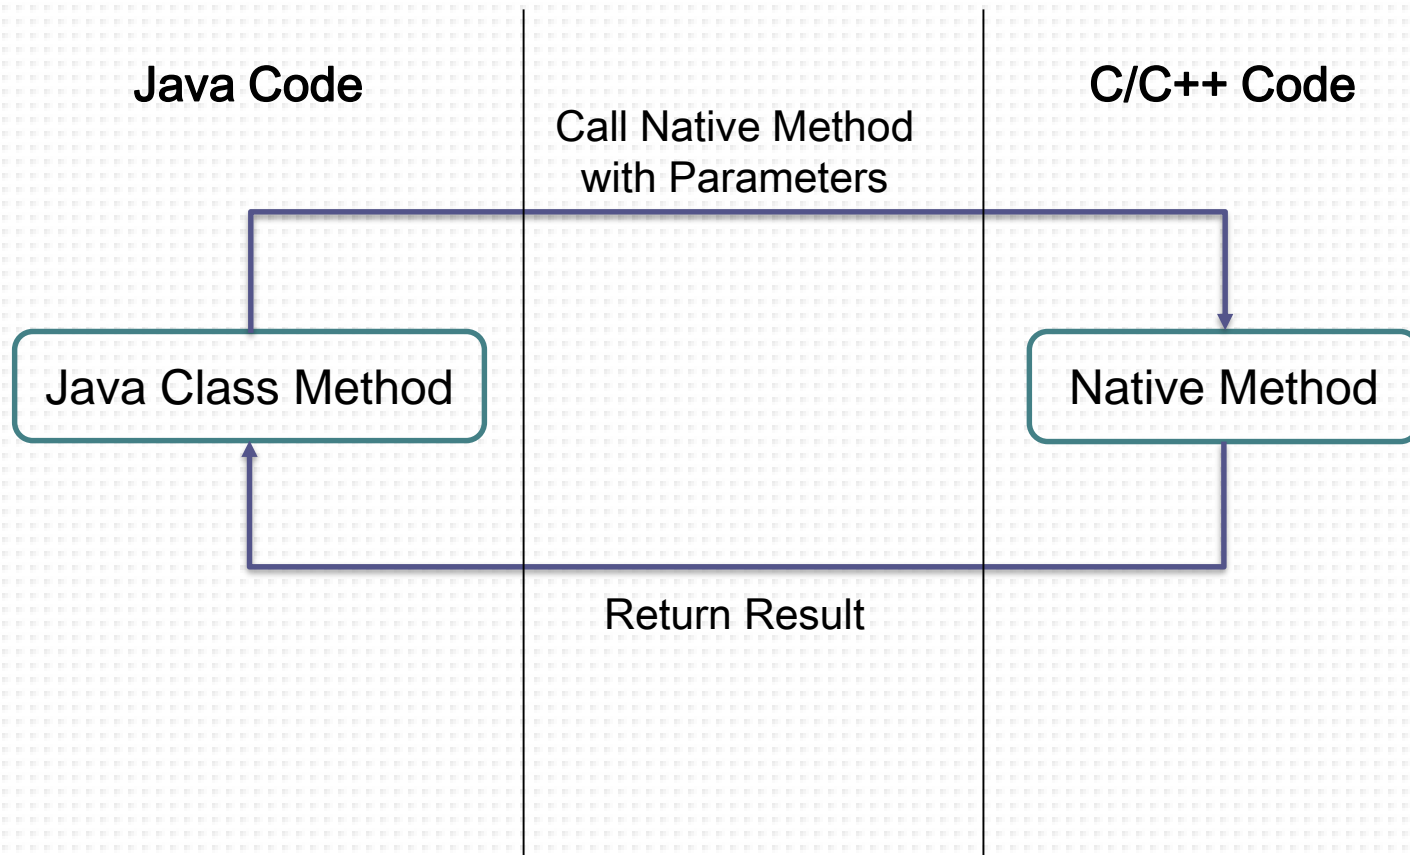 Java Code
C/C++ Code
Call Native Method
with Parameters
Java Class Method
Native Method
Return Result